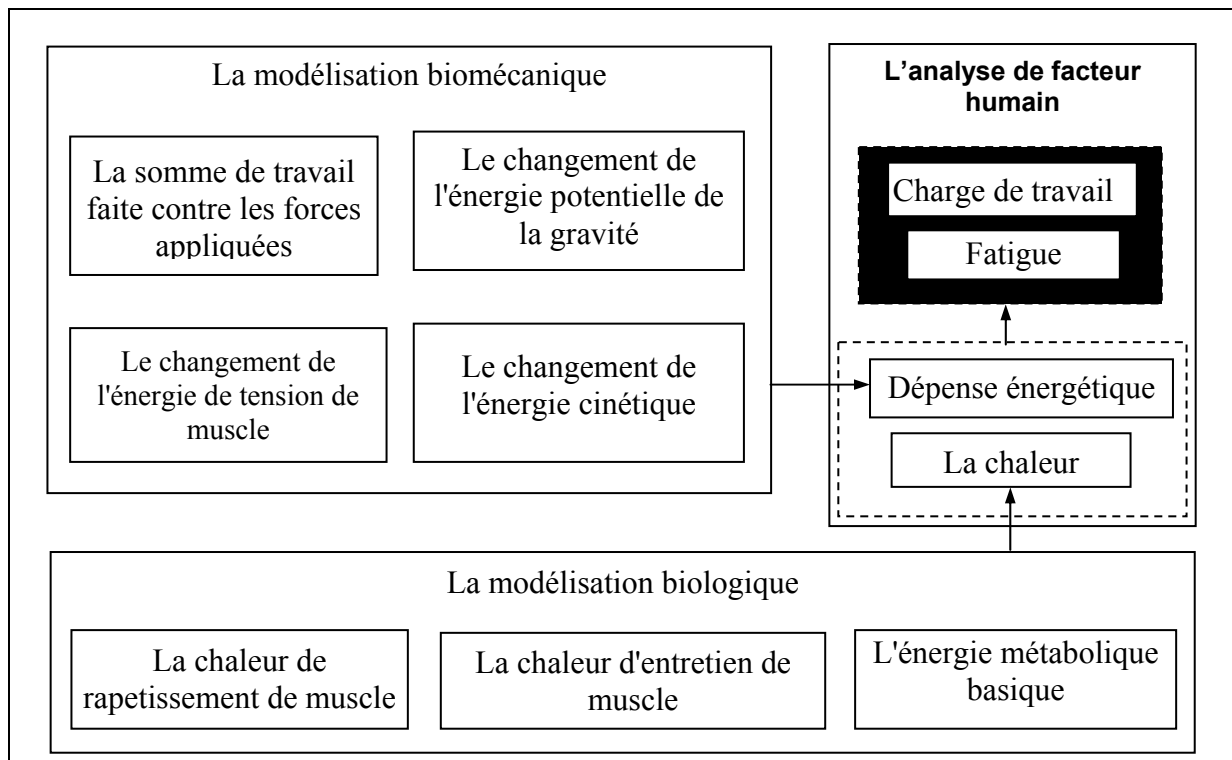 La modélisation biomécanique
La somme de travail
faite contre les forces
appliquées
Le changement de
l'énergie potentielle de
la gravité
Le changement de
l'énergie de tension de
muscle
Le changement de
l'énergie cinétique
L’analyse de facteur
humain
Charge de travail
Fatigue
Dépense énergétique
La chaleur
La modélisation biologique
La chaleur de
rapetissement de muscle
La chaleur d'entretien de
muscle
L'énergie métabolique
basique